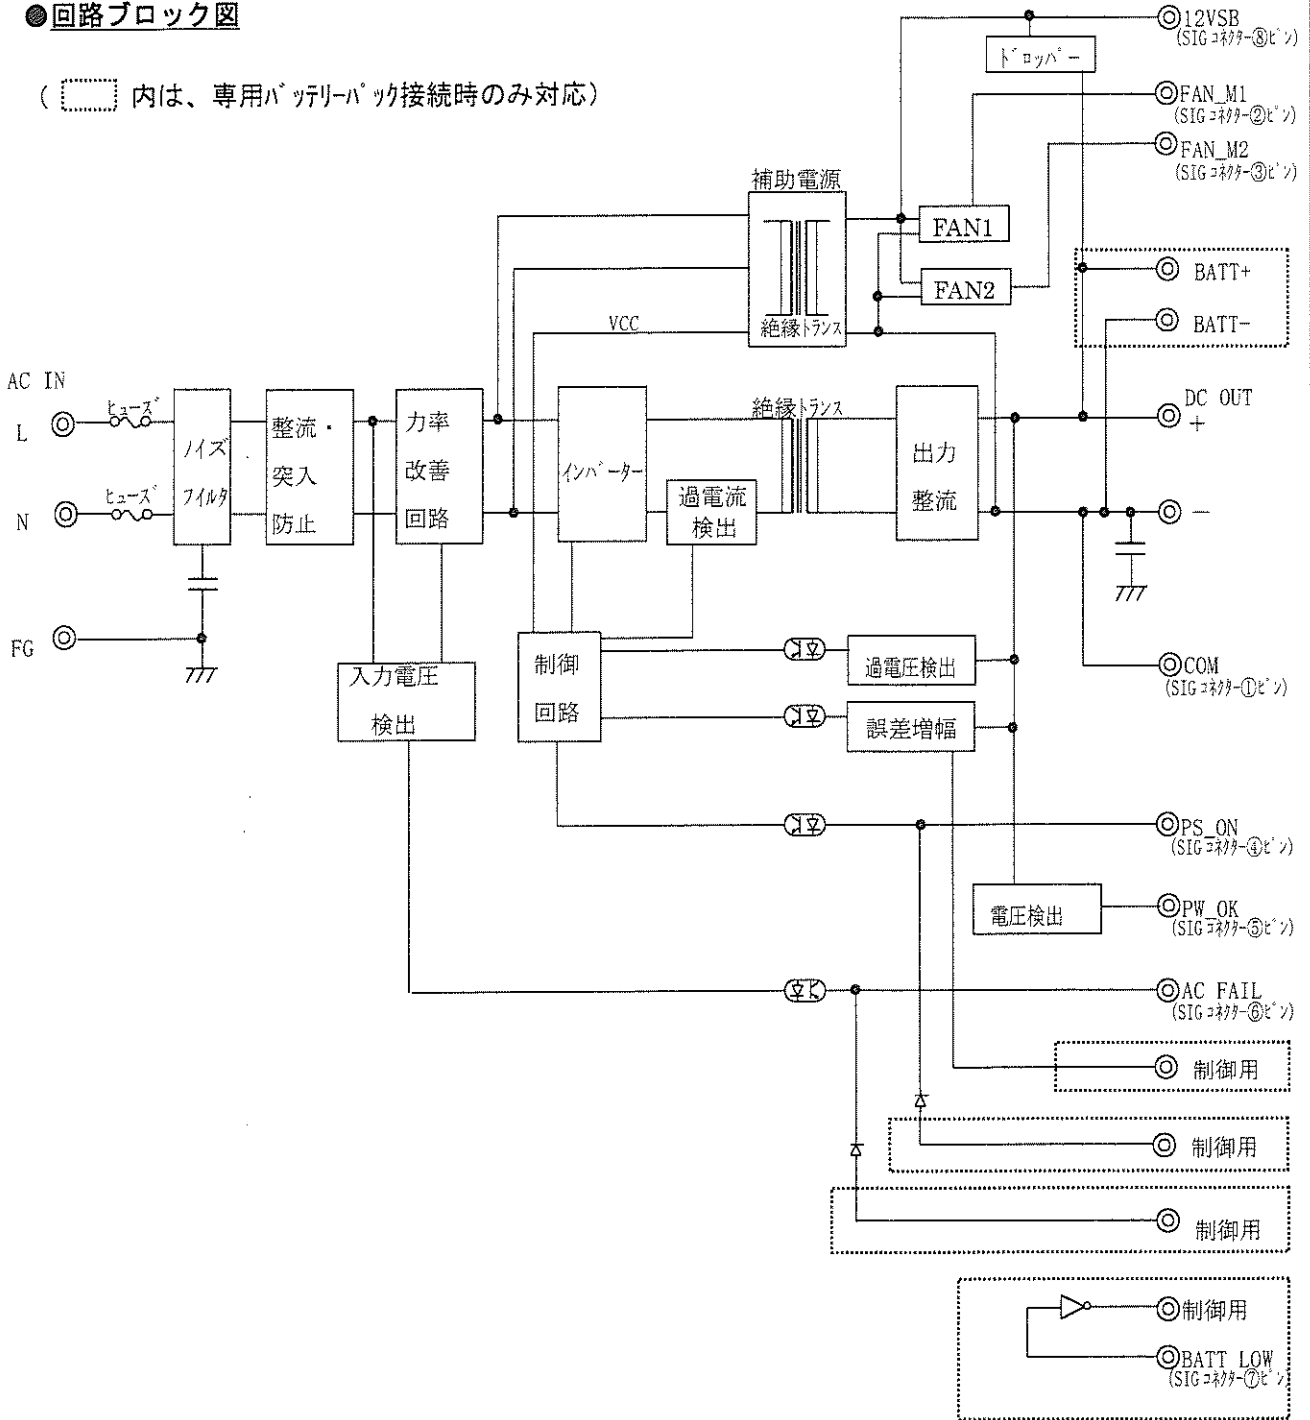 ●回路ブロック図
( 内は、専用バッテリーパック接続時のみ対応)
12VSB
(SIGコネクター⑧ピン)
ドロッパー
FAN_M1
(SIGコネクター②ピン)
FAN_M2
(SIGコネクター③ピン)
補助電源
FAN1
FAN2
絶縁トランス
VCC
BATT+
BATT-
AC IN
L
ヒューズ
N
ヒューズ
FG
ノイズ
フィルタ
整流・
突入
防止
力率
改善
回路
インバーター
過電流
検出
絶縁トランス
出力
整流
DC OUT
+
-
COM
(SIGコネクター①ピン)
入力電圧
検出
制御
回路
過電圧検出
誤差増幅
PS_ON
(SIGコネクター④ピン)
電圧検出
PW_OK
(SIGコネクター⑤ピン)
AC FAIL
(SIGコネクター⑥ピン)
制御用
制御用
制御用
制御用
BATT LOW
(SIGコネクター⑦ピン)